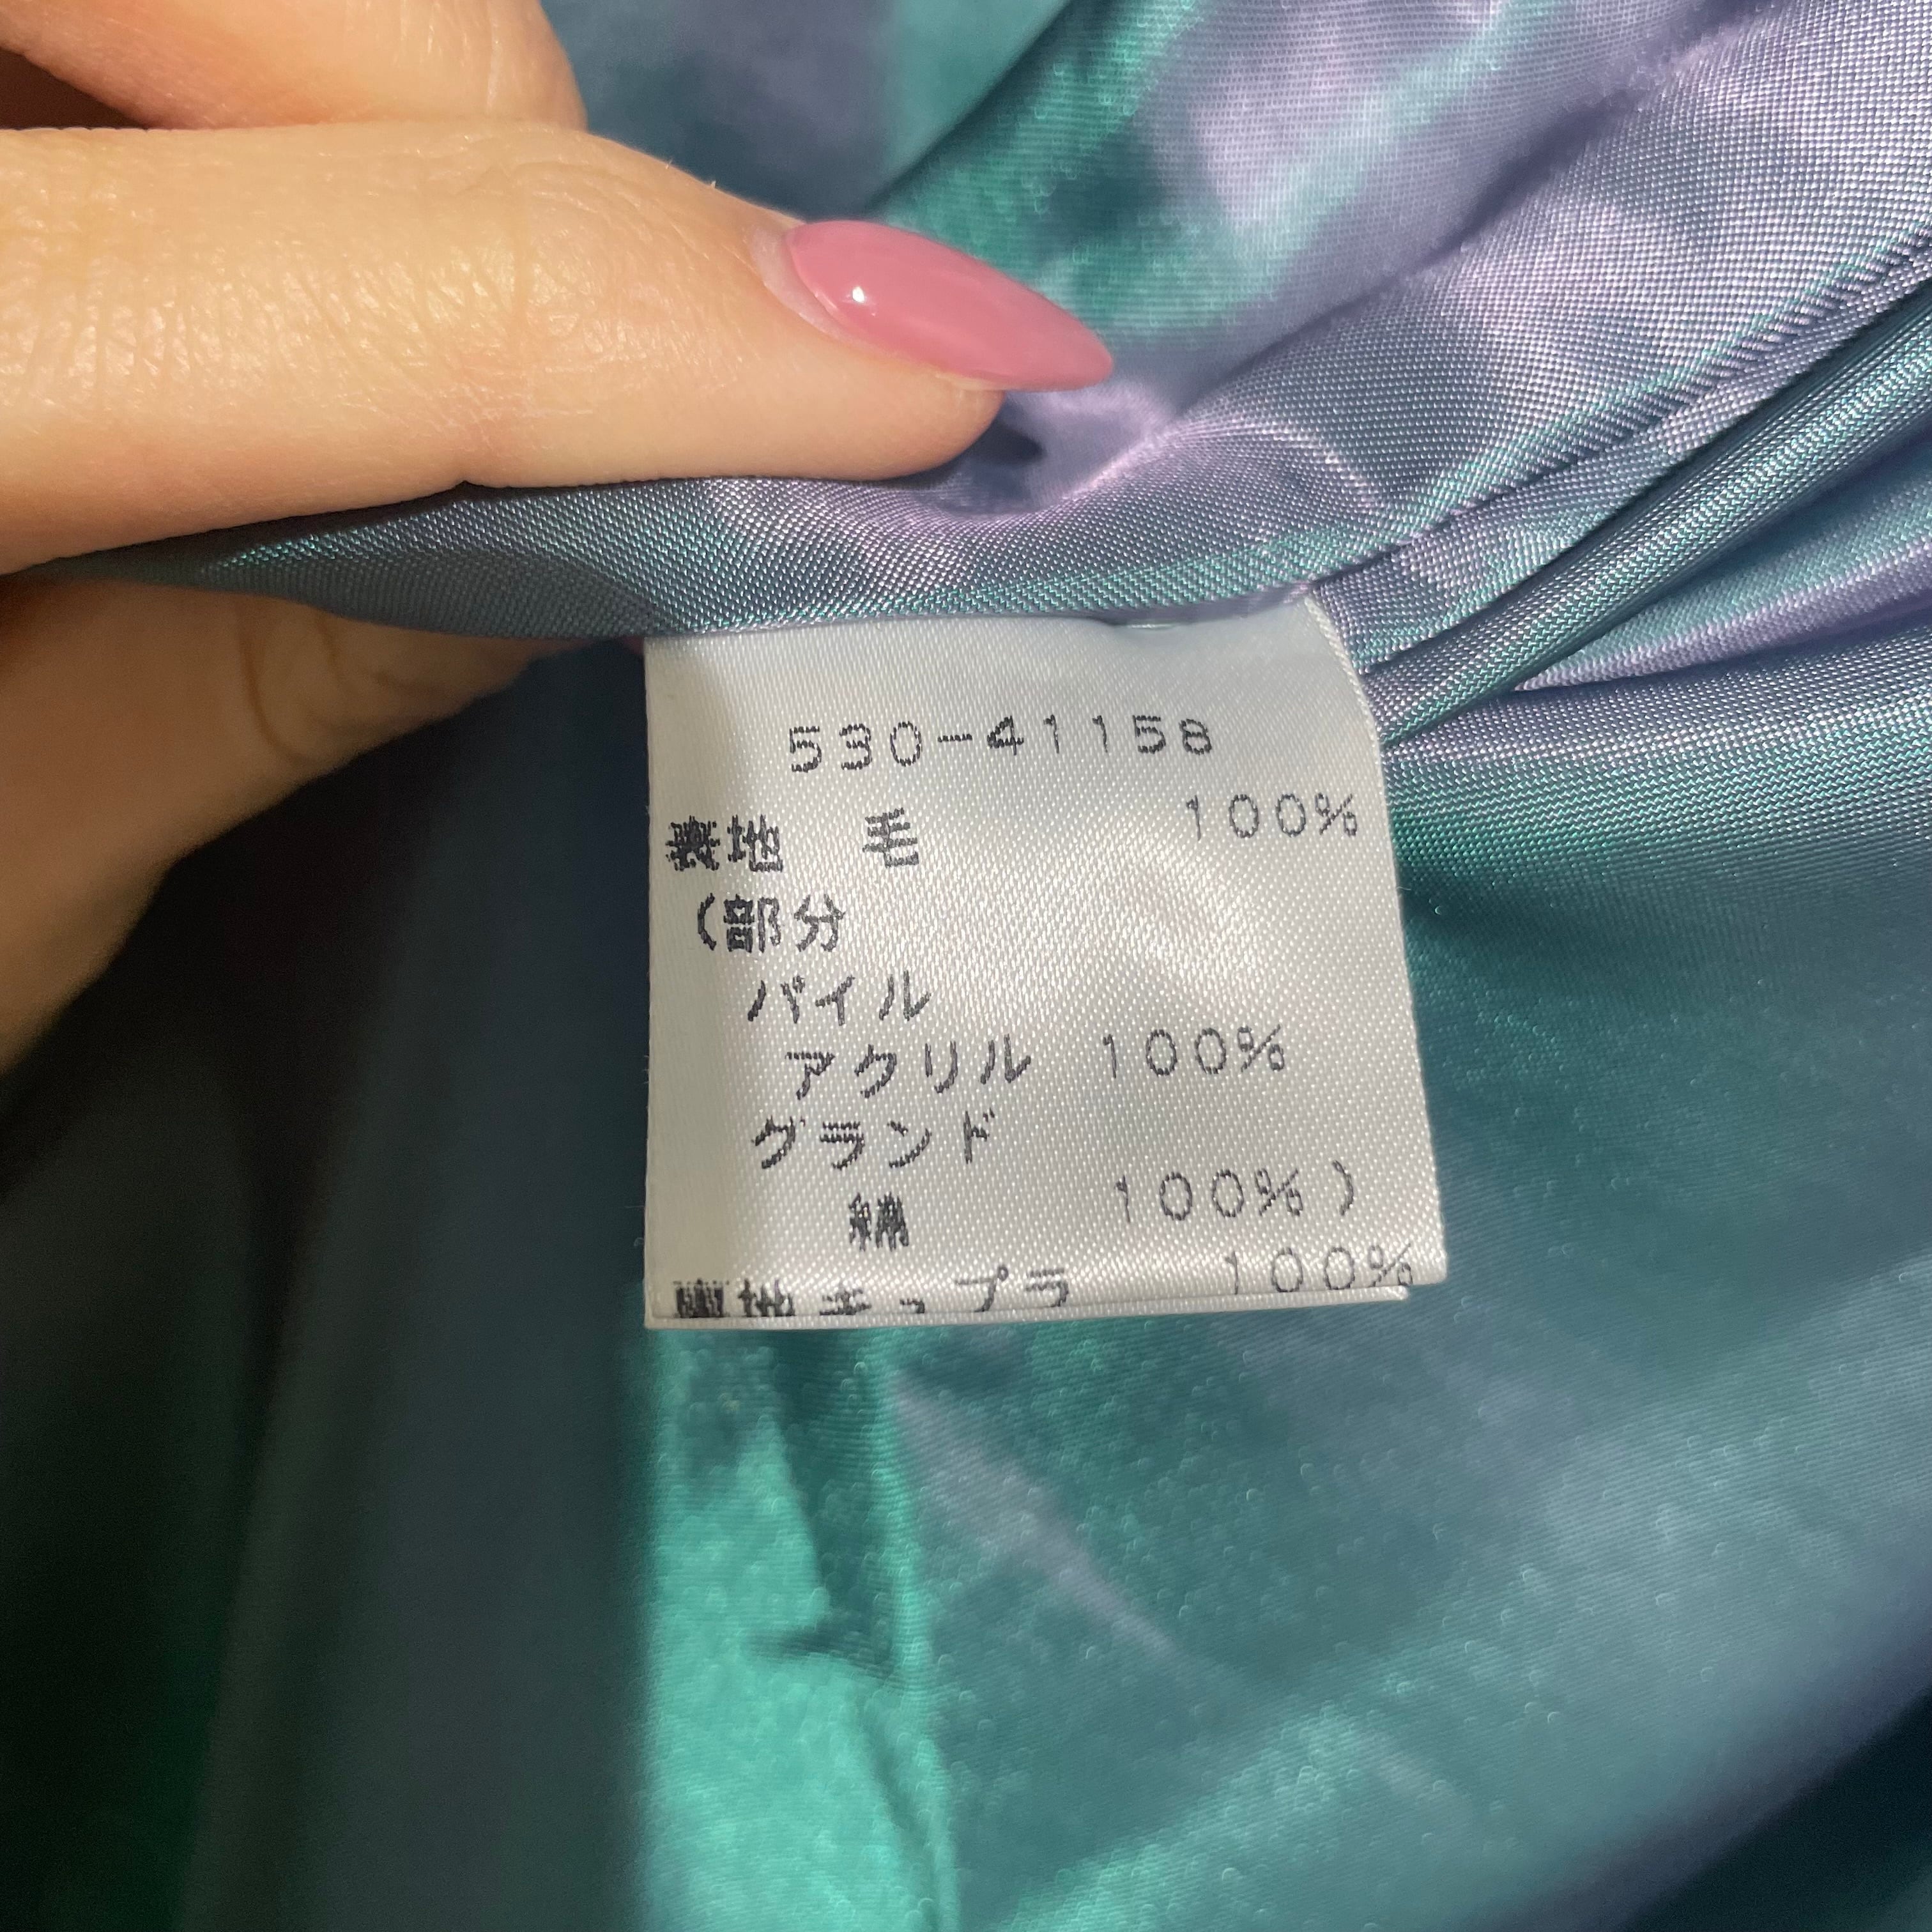 530-41158
表地 毛 100%
(部分
パイル
アクリル 100%
グランド
綿 100%)
裏地キュプラ 100%